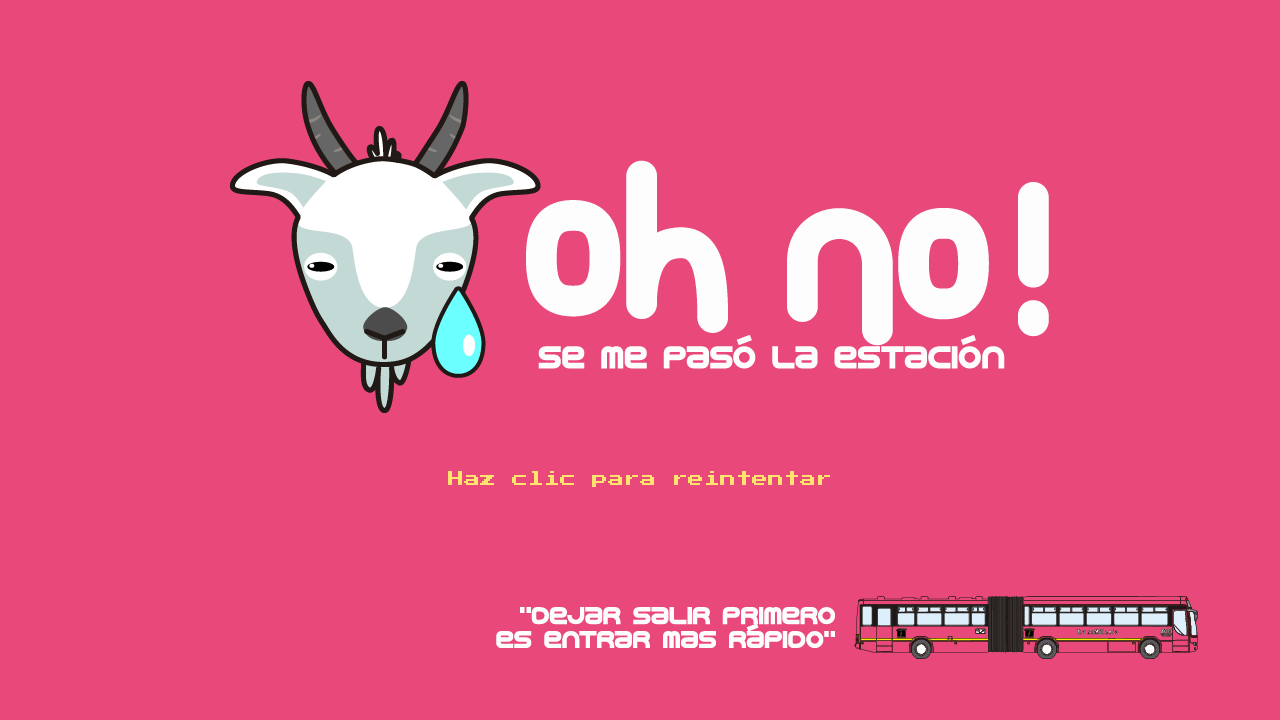 oh no!
se me pasó la estación
Haz clic para reintentar
"Dejar salir primero
es entrar mas rápido"